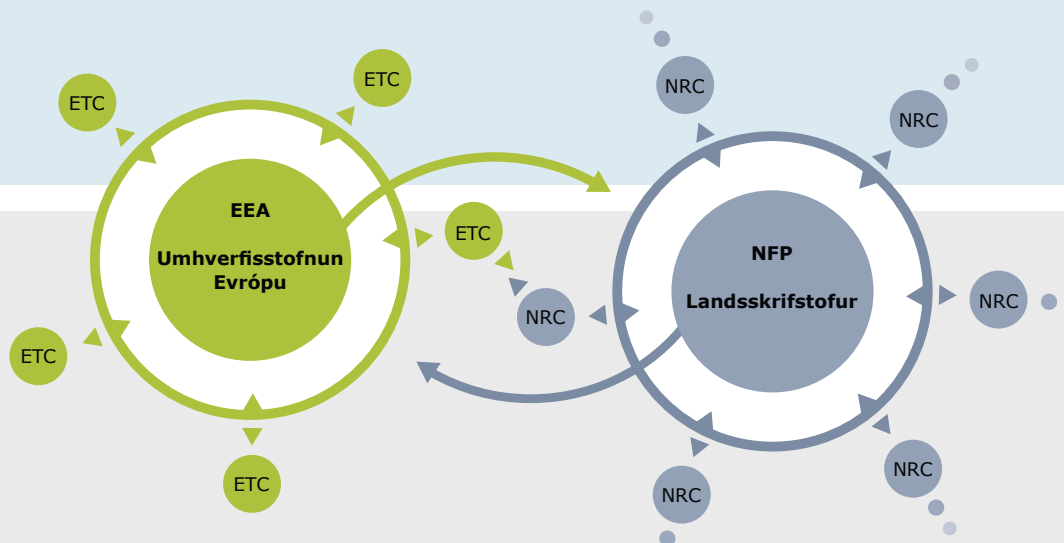 ETC
ETC
EEA
Umhverfisstofnun
Evrópu
ETC
ETC
ETC
NRC
NRC
NFP
Landsskrifstofur
NRC
NRC
NRC
NRC